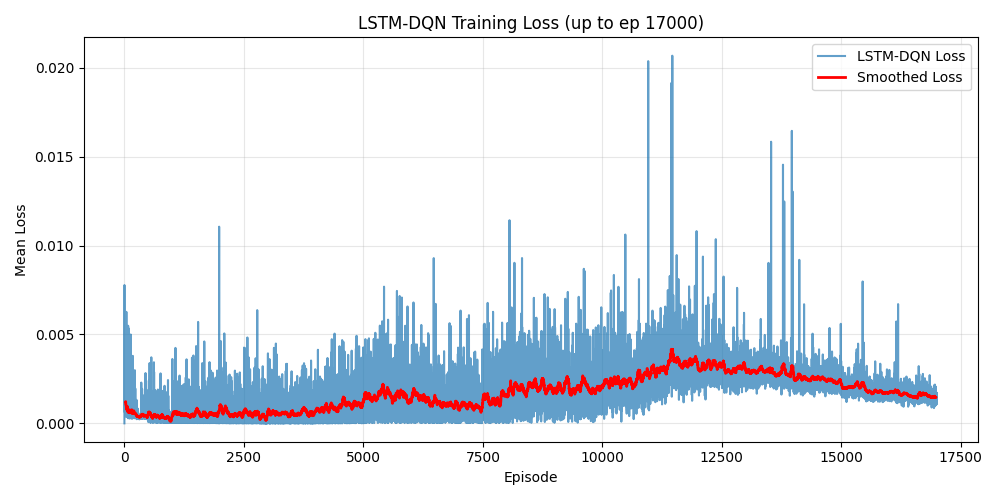 LSTM-DQN Training Loss (up to ep 17000)
LSTM-DQN Loss
Smoothed Loss
Mean Loss
0.020
0.015
0.010
0.005
0.000
0
2500
5000
7500
10000
12500
15000
17500
Episode